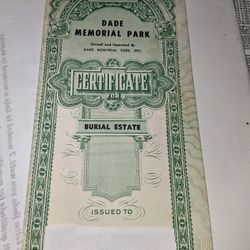 DADE
MEMORIAL PARK
Owned and Operated By
DADE MEMORIAL PARK, INC.
CERTIFICATE
FOR
BURIAL ESTATE
ISSUED TO